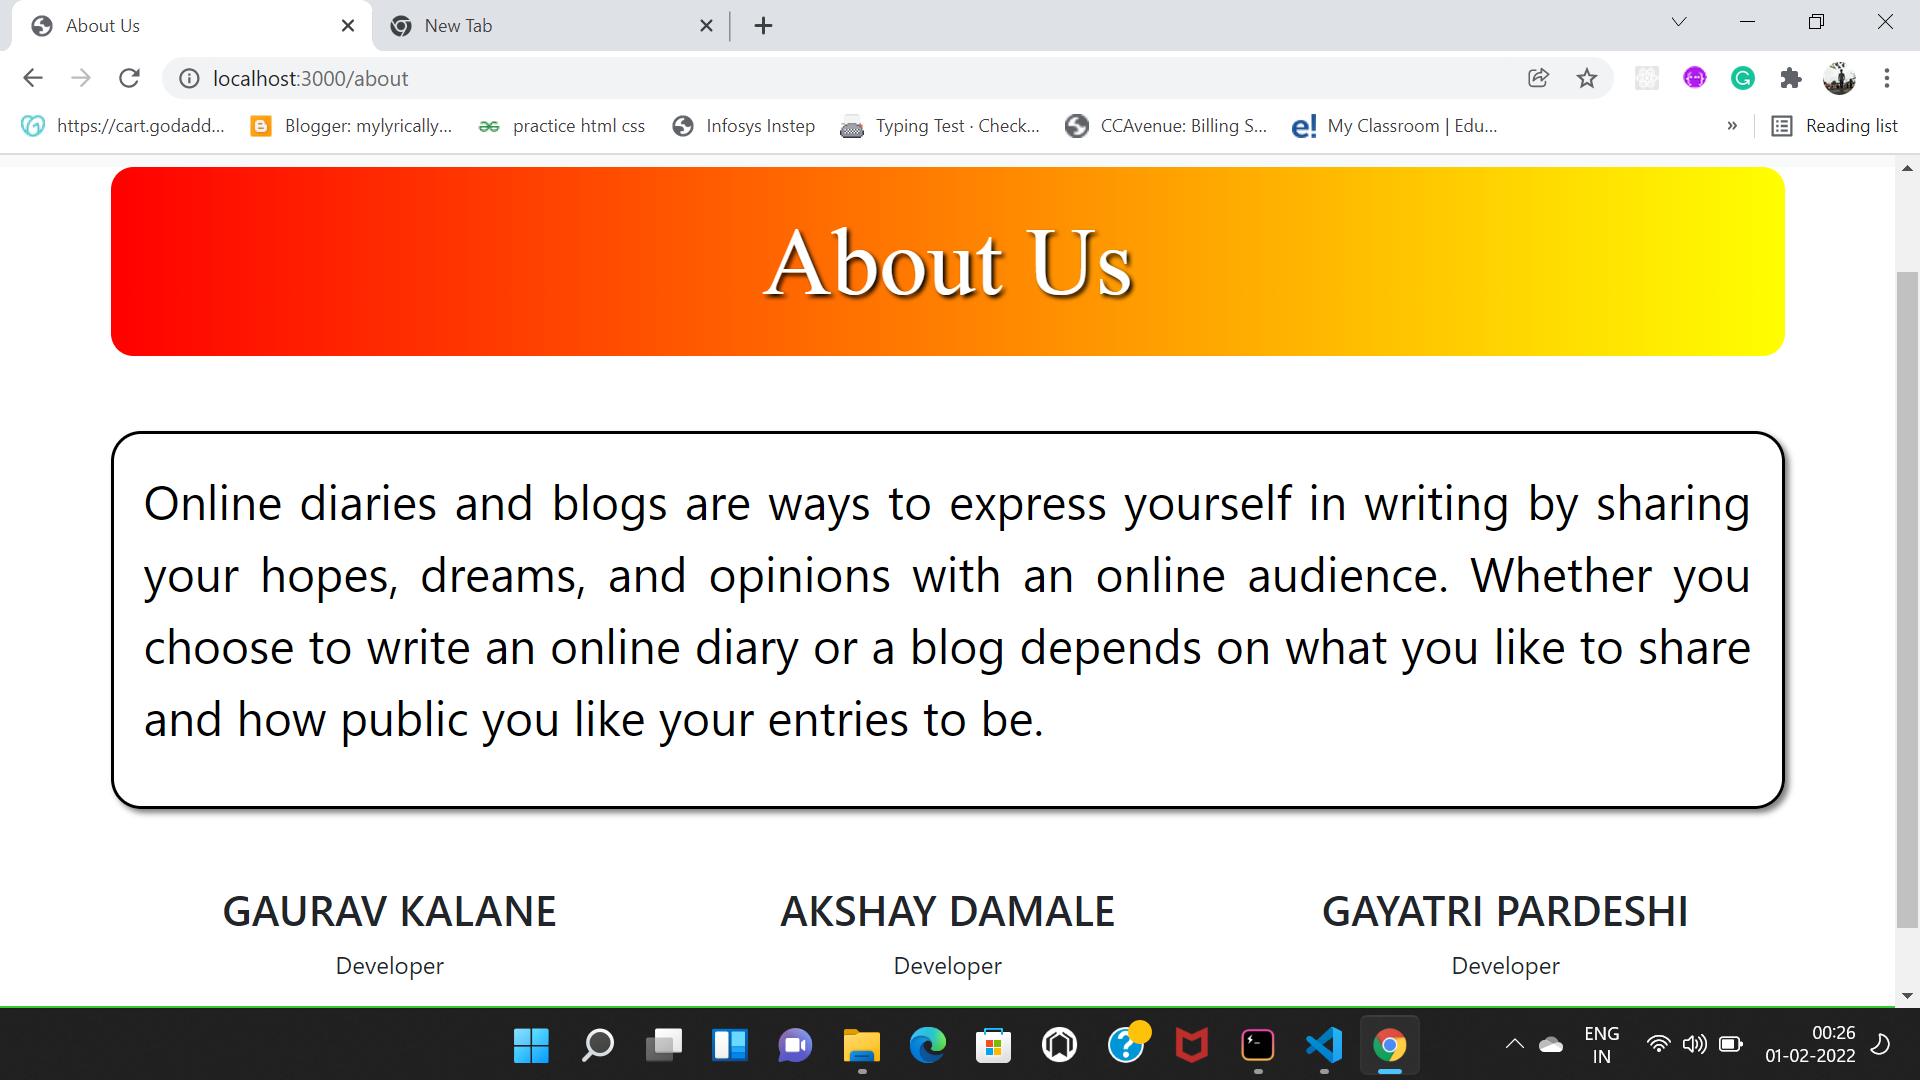 About Us
New Tab
localhost:3000/about
https://cart.godadd...
Blogger: mylyrically...
practice html css
Infosys Instep
Typing Test · Check...
CCAvenue: Billing S...
e! My Classroom | Edu...
»
Reading list
About Us
Online diaries and blogs are ways to express yourself in writing by sharing
your hopes, dreams, and opinions with an online audience. Whether you
choose to write an online diary or a blog depends on what you like to share
and how public you like your entries to be.
GAURAV KALANE
AKSHAY DAMALE
GAYATRI PARDESHI
Developer
Developer
Developer
ENG
IN
00:26
01-02-2022